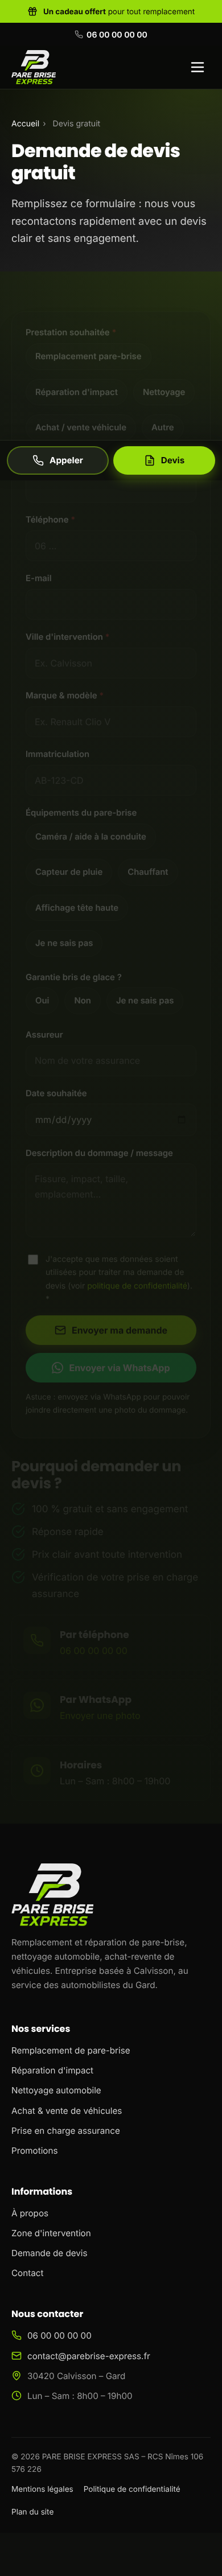 Un cadeau offert pour tout remplacement
06 00 00 00 00
PARE BRISE
EXPRESS
Accueil › Devis gratuit
Demande de devis
gratuit
Remplissez ce formulaire : nous vous
recontactons rapidement avec un devis
clair et sans engagement.
Prestation souhaitée *
Remplacement pare-brise
Réparation d'impact
Nettoyage
Achat / vente véhicule
Autre
Appeler
Devis
Téléphone *
06 ...
E-mail
Ville d'intervention *
Ex. Calvisson
Marque & modèle *
Ex. Renault Clio V
Immatriculation
AB-123-CD
Équipements du pare-brise
Caméra / aide à la conduite
Capteur de pluie
Chauffant
Affichage tête haute
Je ne sais pas
Garantie bris de glace ?
Oui
Non
Je ne sais pas
Assureur
Nom de votre assurance
Date souhaitée
mm/dd/yyyy
Description du dommage / message
Fissure, impact, taille,
emplacement...
J'accepte que mes données soient
utilisées pour traiter ma demande de
devis (voir politique de confidentialité).
*
Envoyer ma demande
Envoyer via WhatsApp
Astuce : envoyez via WhatsApp pour pouvoir
joindre directement une photo du dommage.
Pourquoi demander un
devis ?
100 % gratuit et sans engagement
Réponse rapide
Prix clair avant toute intervention
Vérification de votre prise en charge
assurance
Par téléphone
06 00 00 00 00
Par WhatsApp
Envoyer une photo
Horaires
Lun – Sam : 8h00 – 19h00
PARE BRISE
EXPRESS
Remplacement et réparation de pare-brise,
nettoyage automobile, achat-revente de
véhicules. Entreprise basée à Calvisson, au
service des automobilistes du Gard.
Nos services
Remplacement de pare-brise
Réparation d'impact
Nettoyage automobile
Achat & vente de véhicules
Prise en charge assurance
Promotions
Informations
À propos
Zone d'intervention
Demande de devis
Contact
Nous contacter
06 00 00 00 00
contact@parebrise-express.fr
30420 Calvisson – Gard
Lun – Sam : 8h00 – 19h00
© 2026 PARE BRISE EXPRESS SAS – RCS Nîmes 106
576 226
Mentions légales Politique de confidentialité
Plan du site